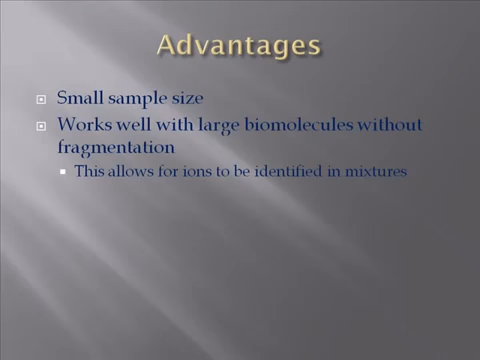 Advantages
Small sample size
Works well with large biomolecules without
fragmentation
This allows for ions to be identified in mixtures